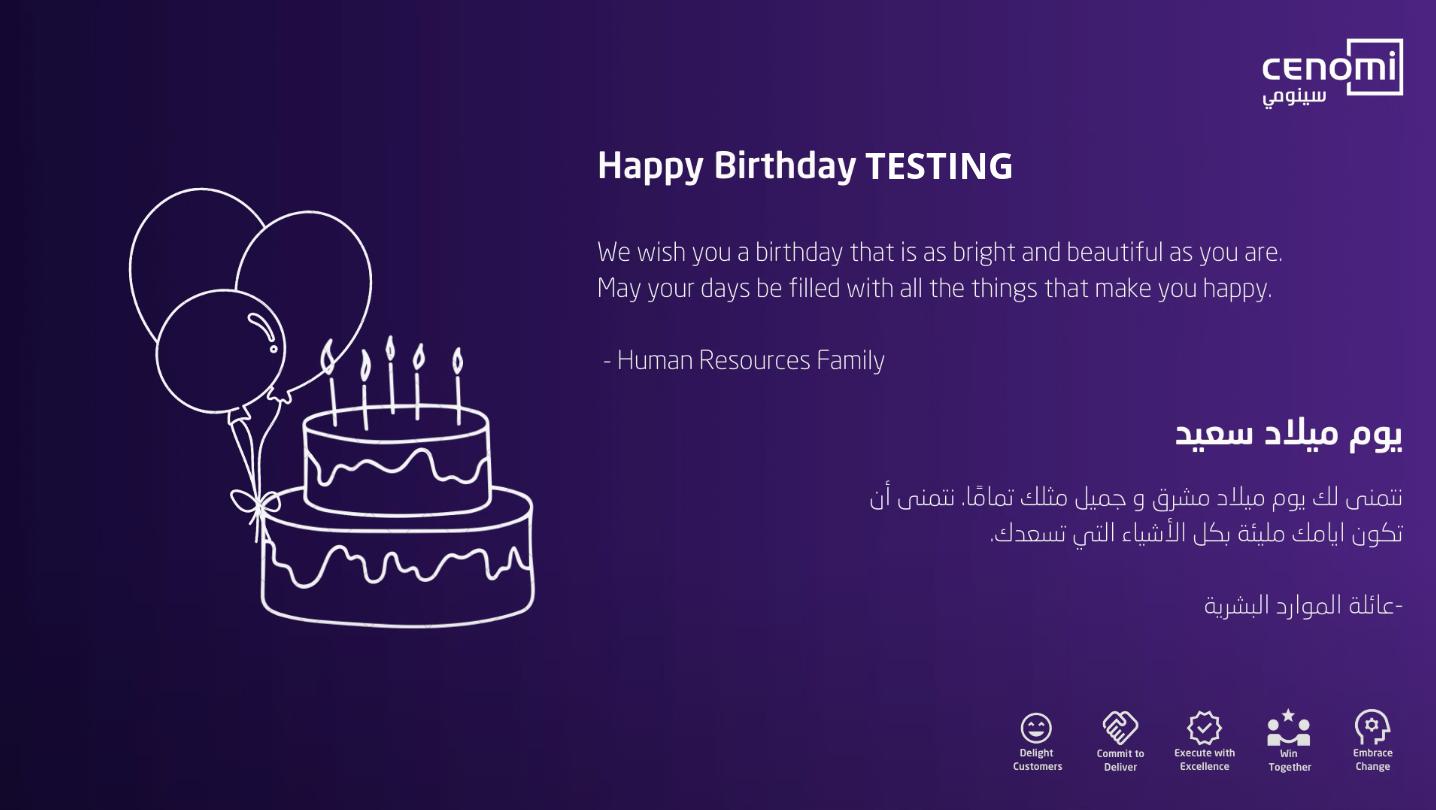 cenomi
سينومي
Happy Birthday TESTING
We wish you a birthday that is as bright and beautiful as you are.
May your days be filled with all the things that make you happy.
- Human Resources Family
يوم ميلاد سعيد
نتمنى لك يوم ميلاد مشرق و جميل مثلك تمامًا. نتمنى أن
تكون ايامك مليئة بكل الأشياء التي تسعدك.
-عائلة الموارد البشرية
Delight
Customers
Commit to
Deliver
Execute with
Excellence
Win
Together
Embrace
Change